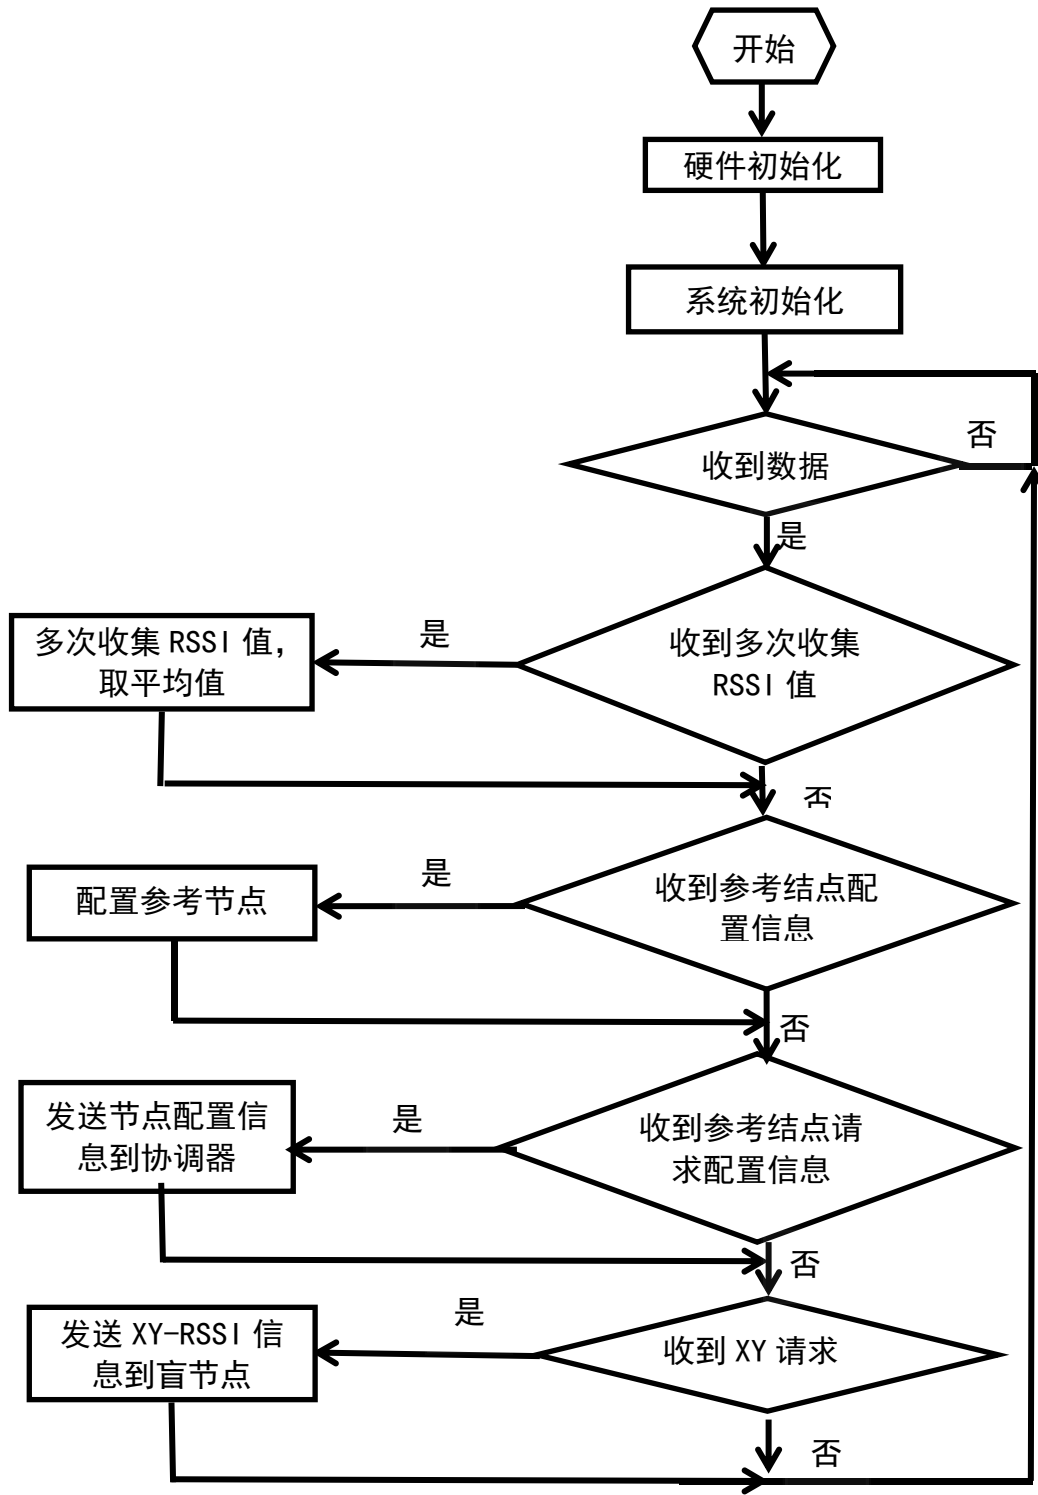 开始
硬件初始化
系统初始化
否
收到数据
是
收到多次收集
RSSI 值
是
多次收集 RSSI 值，
取平均值
否
收到参考结点配
置信息
是
配置参考节点
否
收到参考结点请
求配置信息
是
发送节点配置信
息到协调器
否
收到 XY 请求
是
发送 XY-RSSI 信
息到盲节点
否